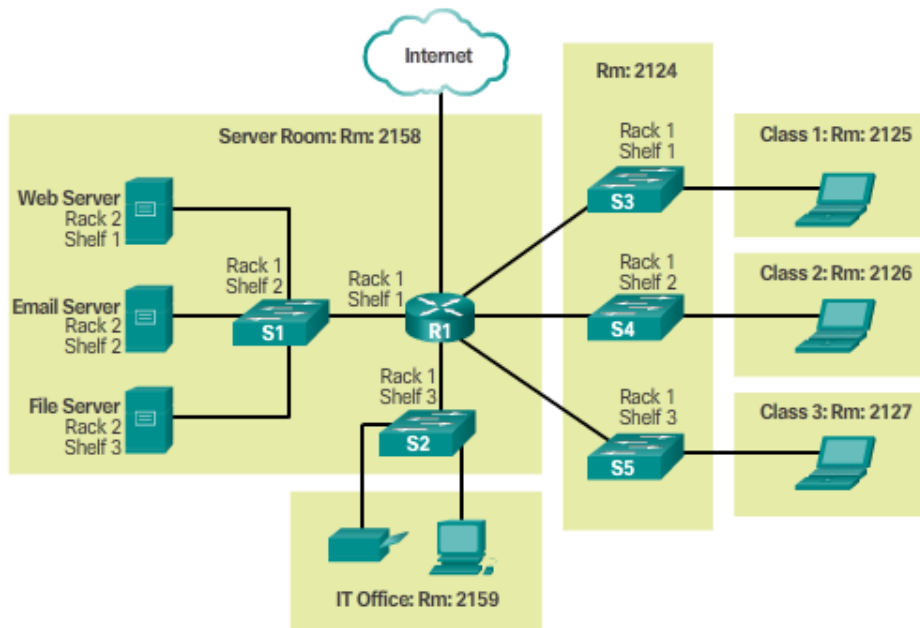 Internet
Server Room: Rm: 2158
Web Server
Rack 2
Shelf 1
Email Server
Rack 2
Shelf 2
File Server
Rack 2
Shelf 3
Rack 1
Shelf 2
S1
Rack 1
Shelf 1
R1
Rack 1
Shelf 3
S2
IT Office: Rm: 2159
Rm: 2124
Rack 1
Shelf 1
S3
Rack 1
Shelf 2
S4
Rack 1
Shelf 3
S5
Class 1: Rm: 2125
Class 2: Rm: 2126
Class 3: Rm: 2127